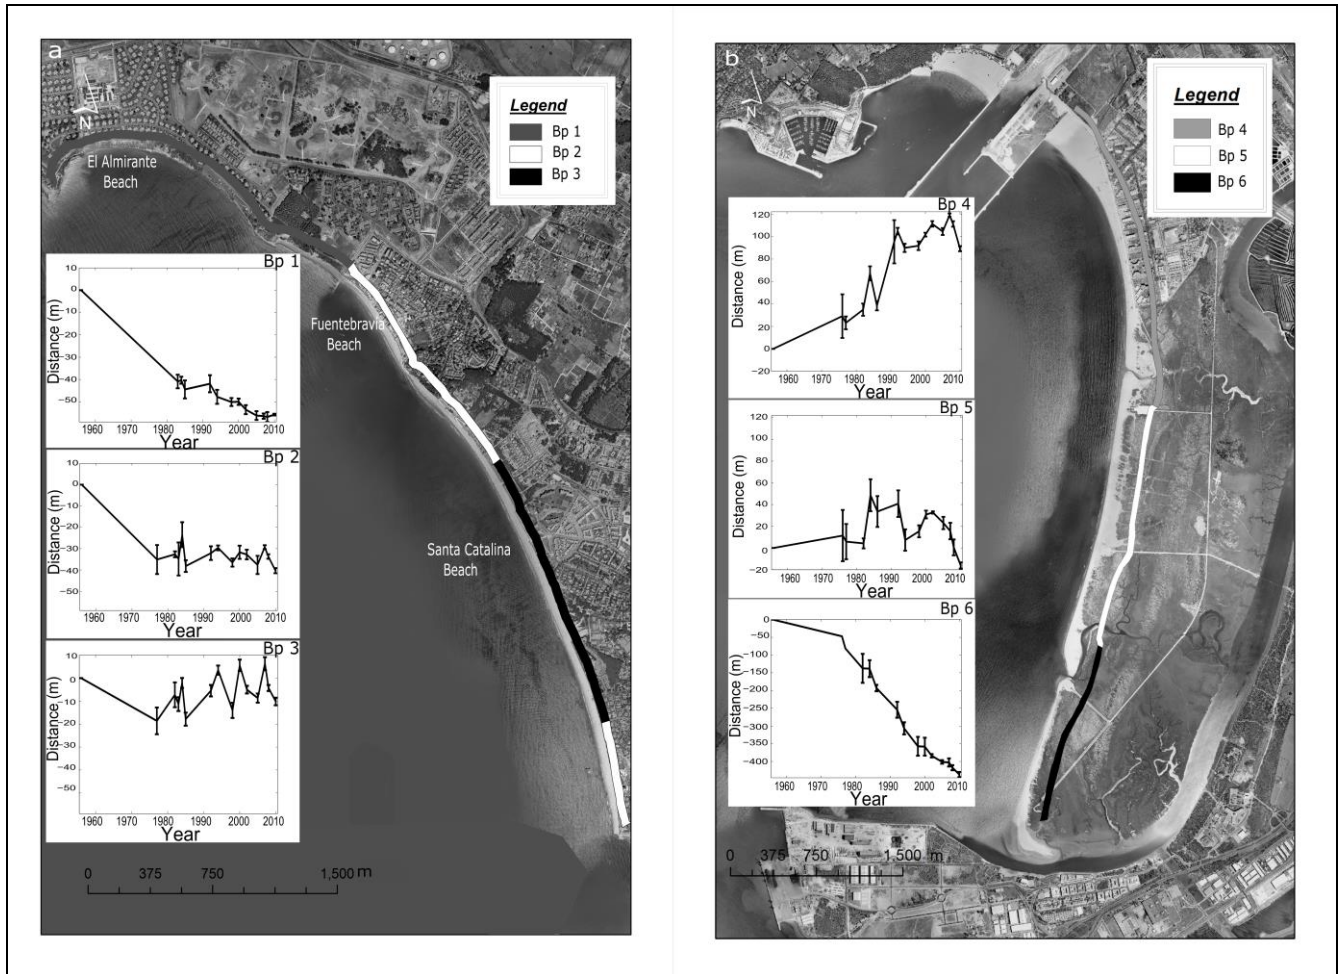 a
N
El Almirante
Beach
Fuentebravia
Beach
Santa Catalina
Beach
Legend
Bp 1
Bp 2
Bp 3
Bp 1
Distance (m)
10
0
−10
−20
−30
−40
−50
1960 1970 1980 1990 2000 2010
Year
Bp 2
Distance (m)
10
0
−10
−20
−30
−40
−50
1960 1970 1980 1990 2000 2010
Year
Bp 3
Distance (m)
10
0
−10
−20
−30
−40
−50
1960 1970 1980 1990 2000 2010
Year
0 375 750 1,500 m
b
N
Legend
Bp 4
Bp 5
Bp 6
Bp 4
Distance (m)
120
100
80
60
40
20
0
1960 1970 1980 1990 2000 2010
Year
Bp 5
Distance (m)
120
100
80
60
40
20
0
−20
1960 1970 1980 1990 2000 2010
Year
Bp 6
Distance (m)
0
−50
−100
−150
−200
−250
−300
−350
−400
1960 1970 1980 1990 2000 2010
Year
0 375 750 1,500 m